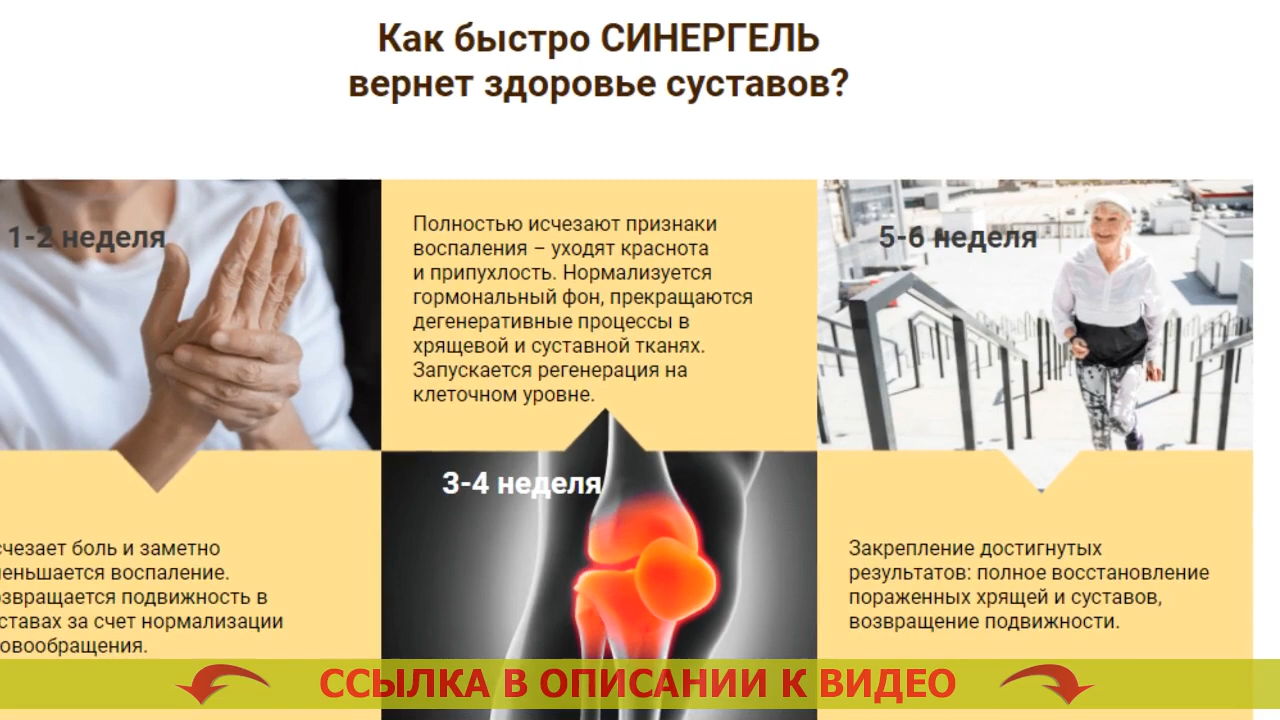 Как быстро СИНЕРГЕЛЬ
вернет здоровье суставов?
1-2 неделя
чезает боль и заметно
еньшается воспаление.
звращается подвижность в
ставах за счет нормализации
овообращения.
Полностью исчезают признаки
воспаления – уходят краснота
и припухлость. Нормализуется
гормональный фон, прекращаются
дегенеративные процессы в
хрящевой и суставной тканях.
Запускается регенерация на
клеточном уровне.
3-4 неделя
5-6 неделя
Закрепление достигнутых
результатов: полное восстановление
пораженных хрящей и суставов,
возвращение подвижности.
ССЫЛКА В ОПИСАНИИ К ВИДЕО